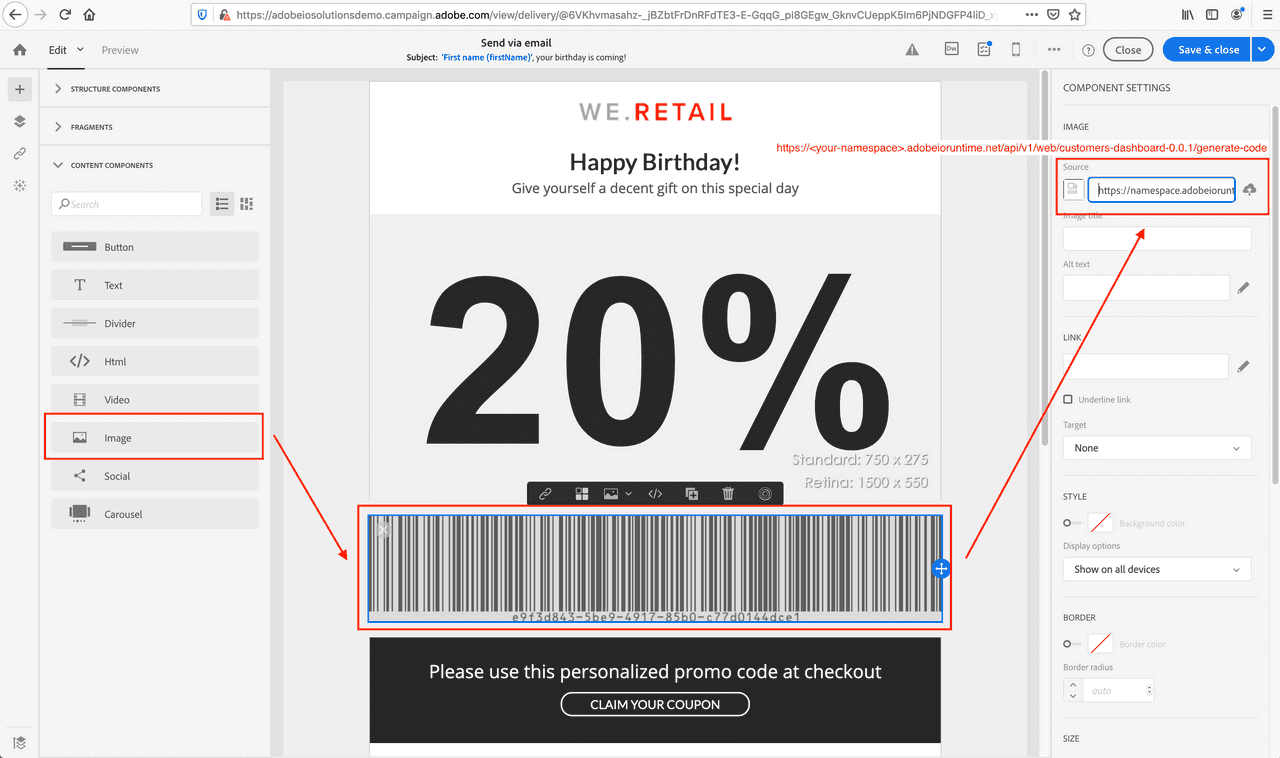 https://adobeiosolutionsdemo.campaign.adobe.com/view/delivery/@6VKhvmasahz-_jBZbtFrDnRFdTE3-E-GqqG_pI8GEgw_GknvCUeppK5Im6PjNDGFP4IiD_
Edit
Preview
Send via email
Subject: 'First name (firstName)', your birthday is coming!
Dw
Close
Save & close
STRUCTURE COMPONENTS
FRAGMENTS
CONTENT COMPONENTS
Search
Button
Text
Divider
Html
Video
Image
Social
Carousel
WE.RETAIL
Happy Birthday!
Give yourself a decent gift on this special day
20%
Standard: 750 x 275
Retina: 1500 x 550
e9f3d843-5be9-4917-85b0-c77d0144dce1
Please use this personalized promo code at checkout
CLAIM YOUR COUPON
COMPONENT SETTINGS
IMAGE
https://<your-namespace>.adobeioruntime.net/api/v1/web/customers-dashboard-0.0.1/generate-code
Source
https://namespace.adobeiorunt
Image title
Alt text
LINK
Underline link
Target
None
STYLE
Background color
Display options
Show on all devices
BORDER
Border color
Border radius
auto
SIZE